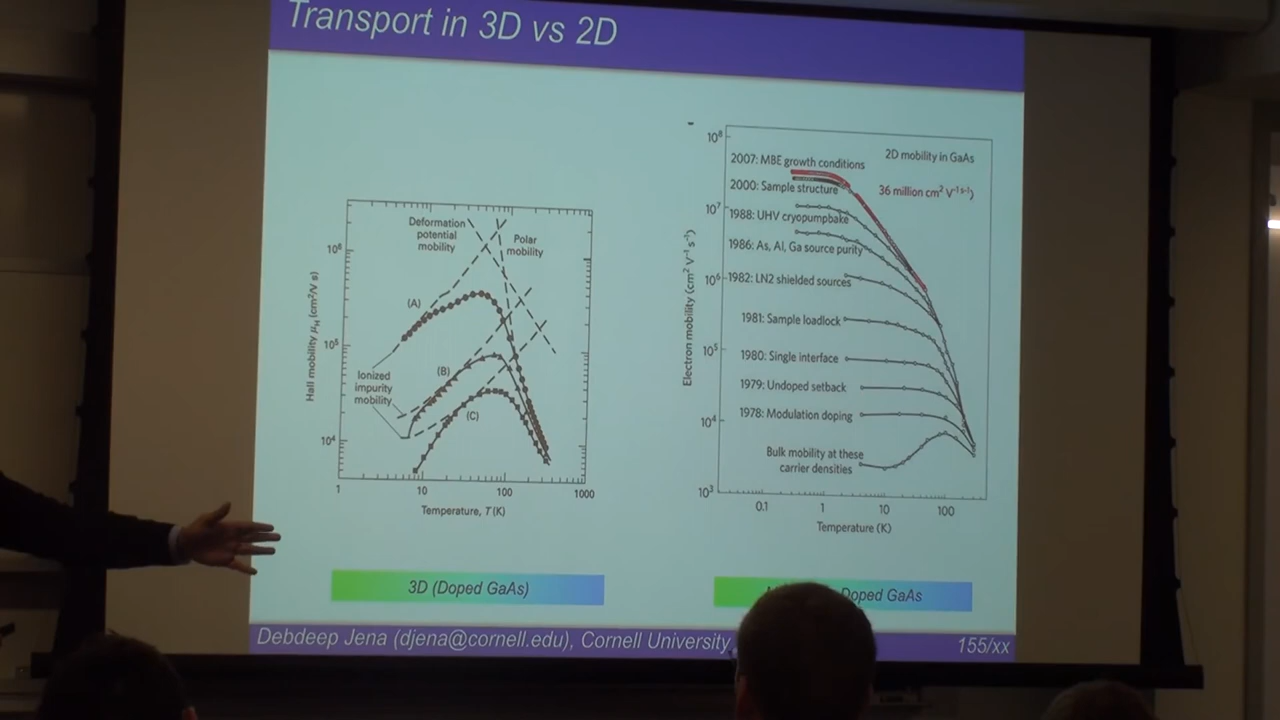 Transport in 3D vs 2D
Deformation
potential
mobility
Polar
mobility
(A)
(B)
(C)
Ionized
impurity
mobility
Hall mobility μH (cm²/V s)
10⁶
10⁵
10⁴
1
10
100
1000
Temperature, T (K)
3D (Doped GaAs)
10⁸
10⁷
10⁶
10⁵
10⁴
10³
Electron mobility (cm² V⁻¹ s⁻¹)
2D mobility in GaAs
36 million cm² V⁻¹s⁻¹)
2007: MBE growth conditions
2000: Sample structure
1988: UHV cryopumpbake
1986: As, Al, Ga source purity
1982: LN2 shielded sources
1981: Sample loadlock
1980: Single interface
1979: Undoped setback
1978: Modulation doping
Bulk mobility at these
carrier densities
0.1
1
10
100
Temperature (K)
Doped GaAs
Debdeep Jena (djena@cornell.edu), Cornell University
155/xx